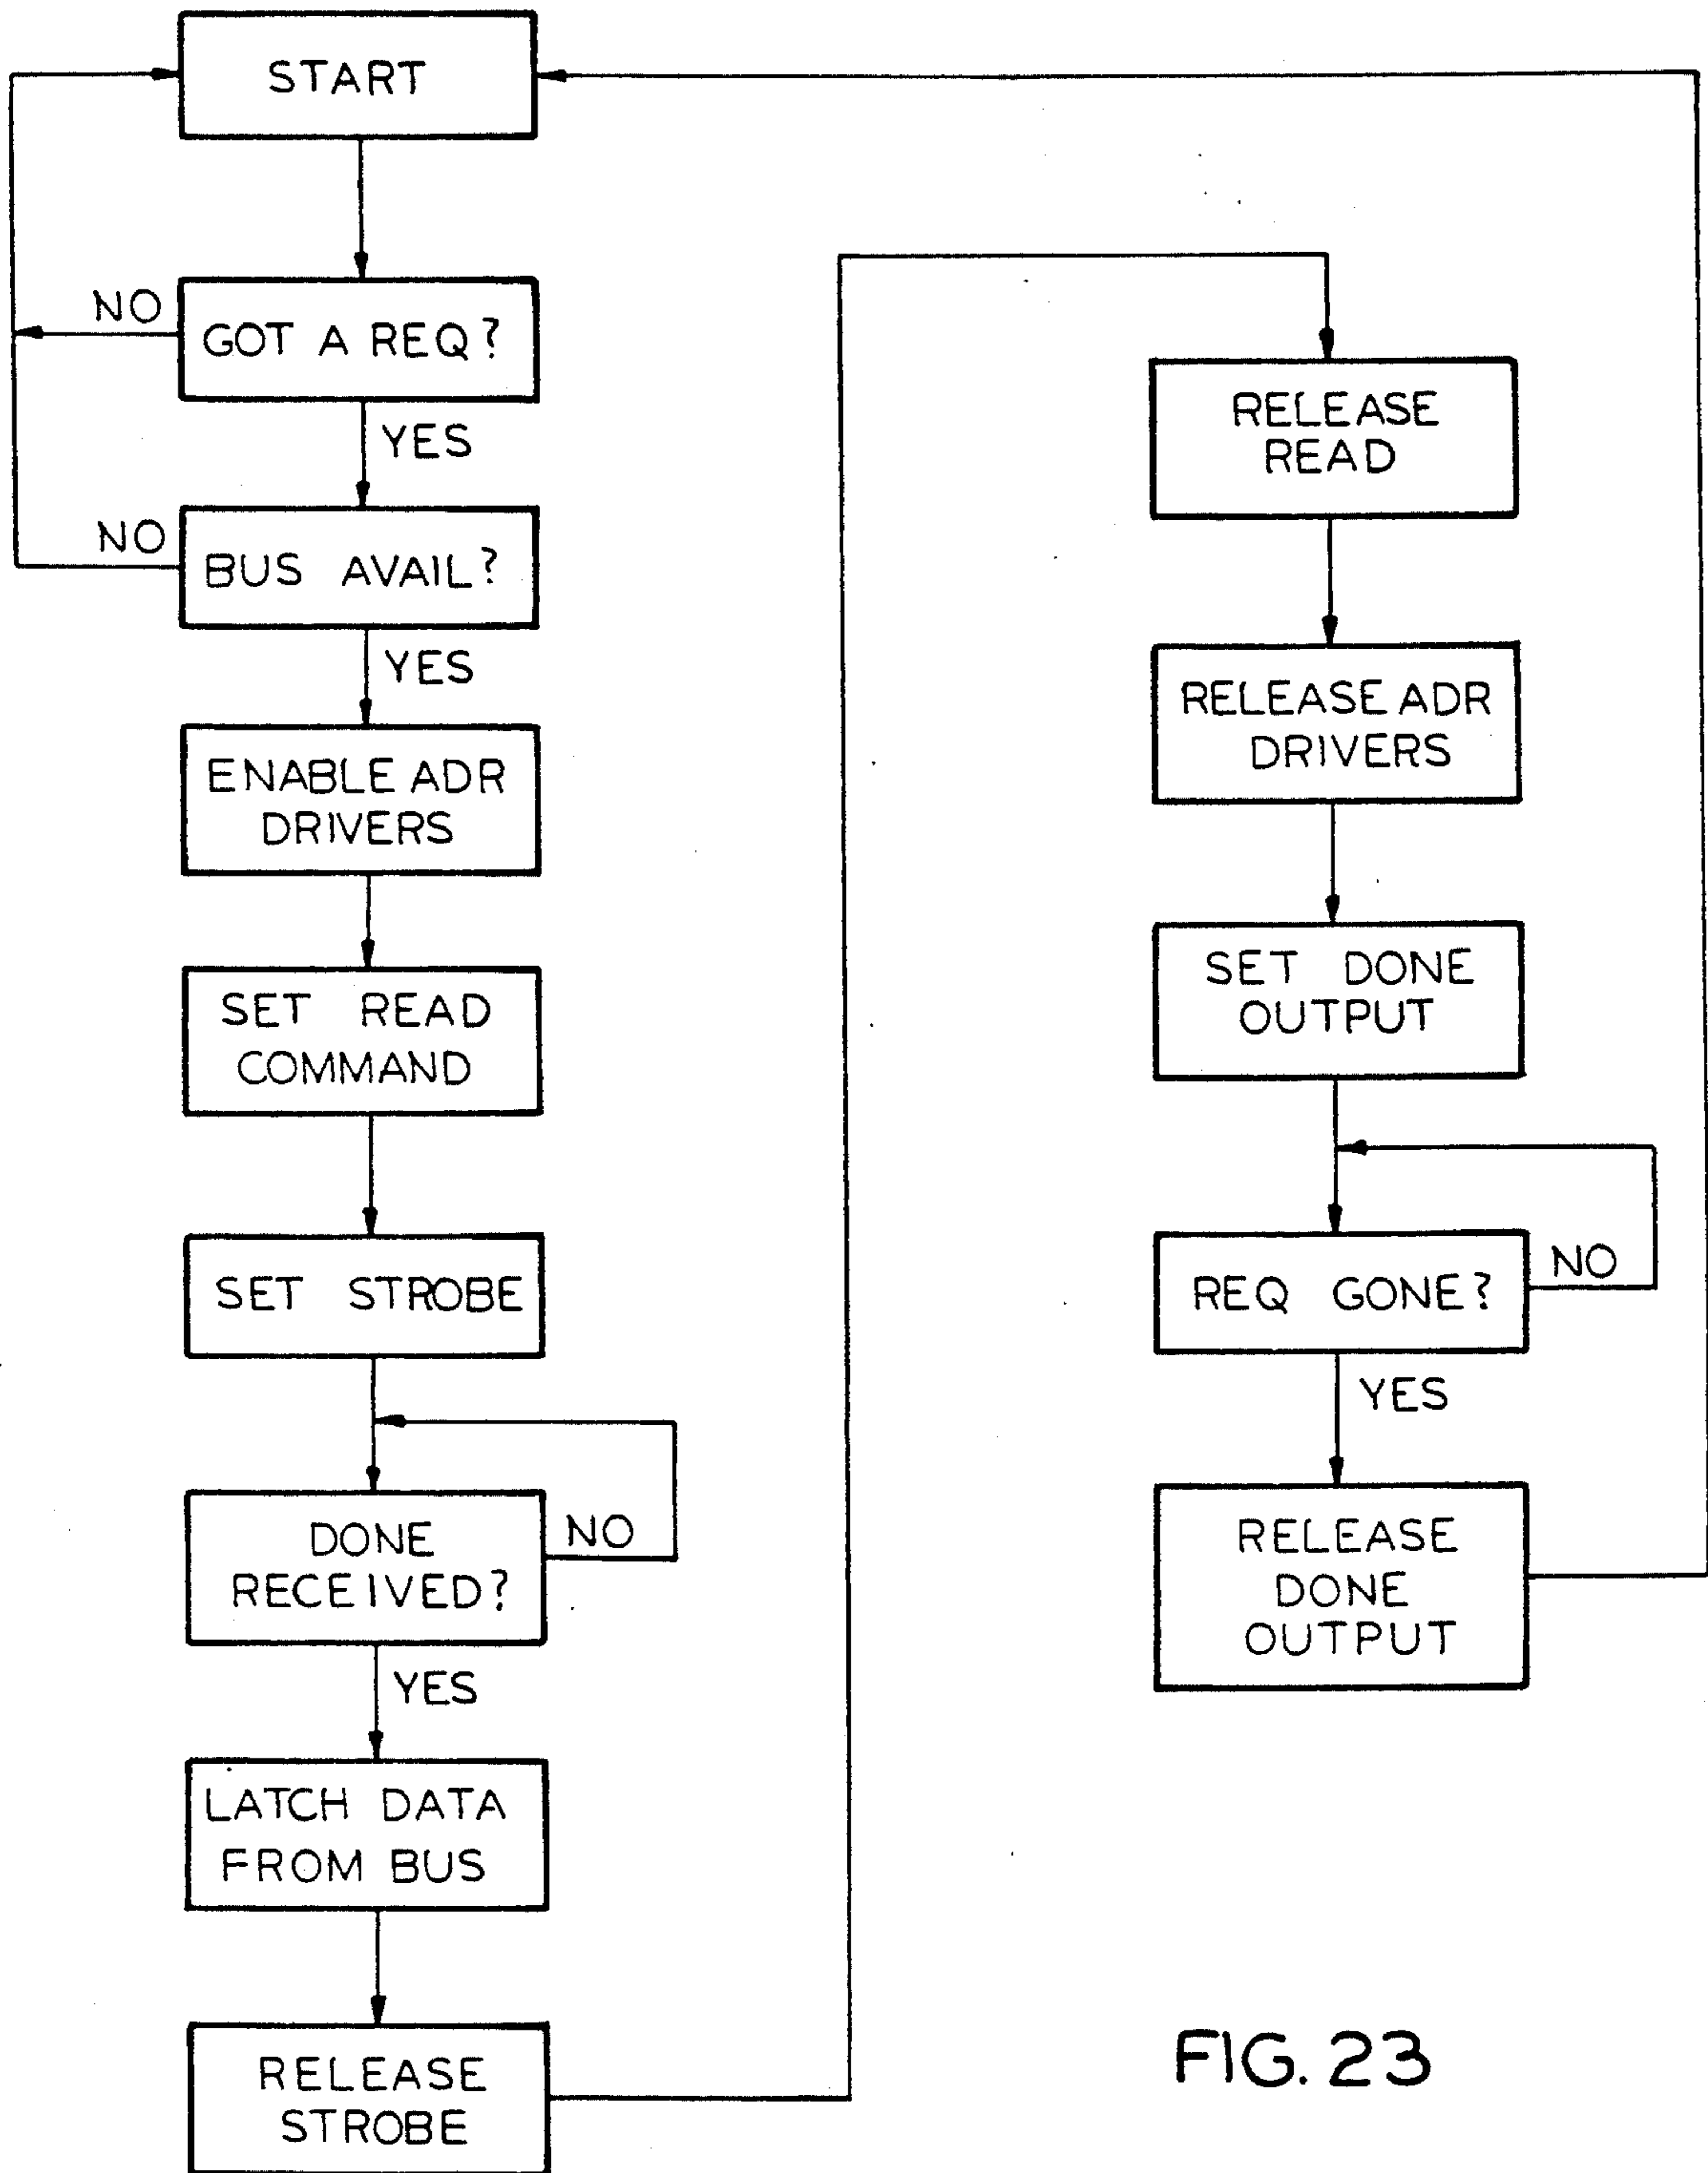 START
NO
GOT A REQ?
YES
NO
BUS AVAIL?
YES
ENABLE ADR
DRIVERS
SET READ
COMMAND
SET STROBE
DONE
RECEIVED?
NO
YES
LATCH DATA
FROM BUS
RELEASE
STROBE
RELEASE
READ
RELEASE ADR
DRIVERS
SET DONE
OUTPUT
REQ GONE?
NO
YES
RELEASE
DONE
OUTPUT
FIG. 23